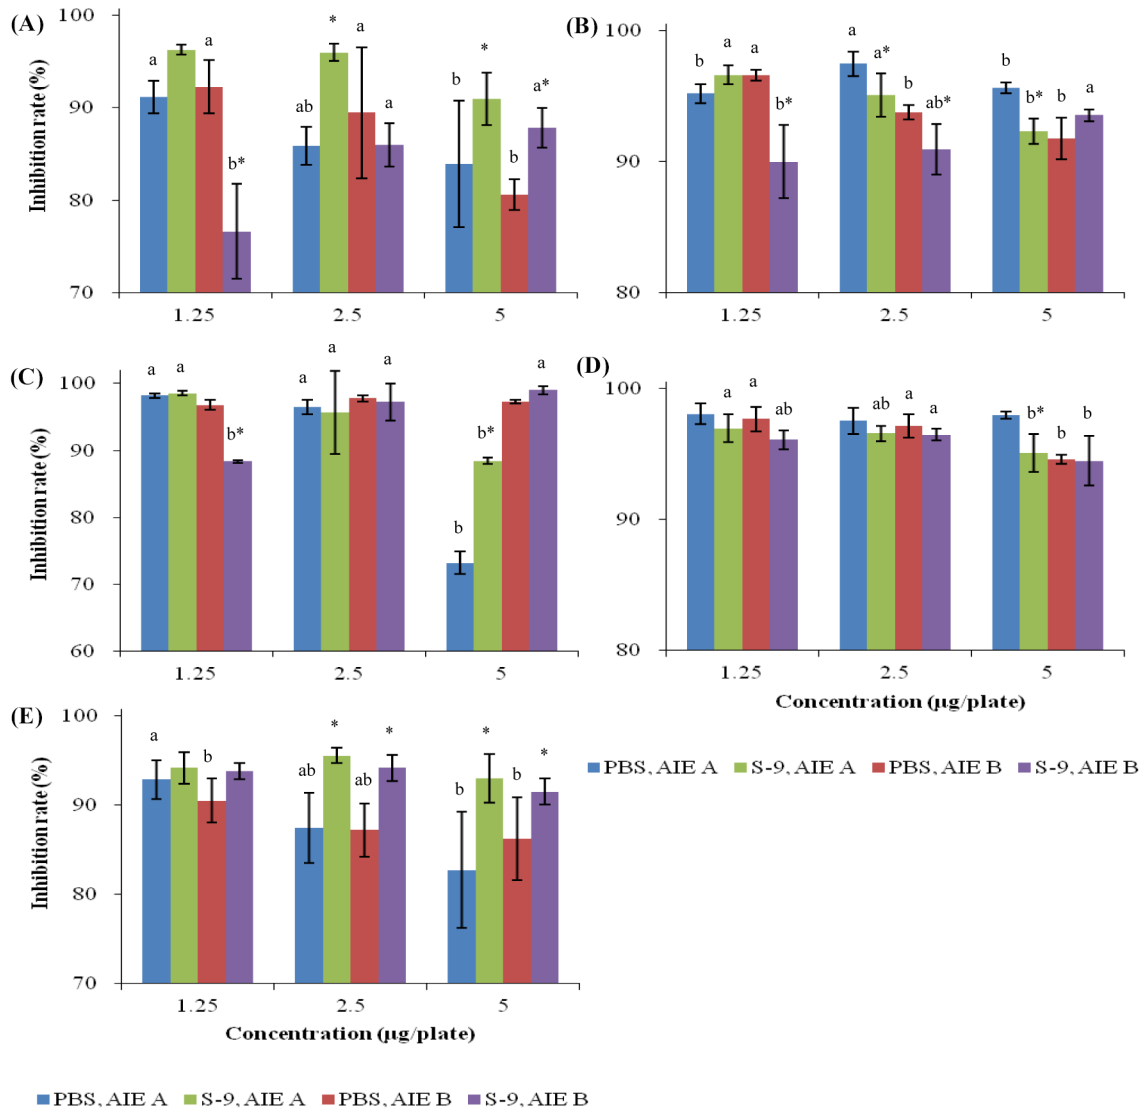 (A)
Inhibition rate (%)
100
90
80
70
a
a
b*
ab
*
a
a
b
*
b
a*
1.25
2.5
5
(B)
100
90
80
b
a
a
b*
a
a*
b
ab*
b
b*
b
a
1.25
2.5
5
(C)
Inhibition rate (%)
100
90
80
70
60
a
a
b*
a
a
a
b
b*
a
1.25
2.5
5
(D)
100
90
80
a
a
ab
ab
a
a
b*
b
b
1.25
2.5
5
Concentration (µg/plate)
PBS, AIE A S-9, AIE A PBS, AIE B S-9, AIE B
(E)
Inhibition rate (%)
100
90
80
70
a
b
ab
*
ab
*
b
*
b
*
1.25
2.5
5
Concentration (µg/plate)
PBS, AIE A S-9, AIE A PBS, AIE B S-9, AIE B